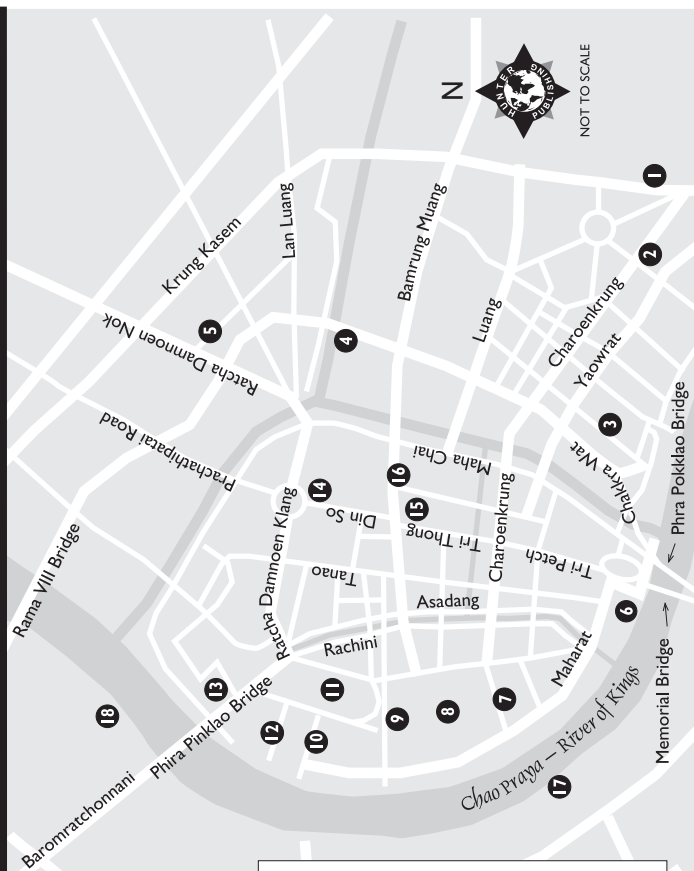 N
HUNTER
PUBLISHING
NOT TO SCALE
Krung Kasem
Lan Luang
Bamrung Muang
Luang
Charoenkrung
Yaowrat
1
2
3
4
5
Ratcha Damnoen Nok
Prachathipatai Road
Rama VIII Bridge
Ratcha Damnoen Klang
14
Din So
16
15
Maha Chai
Tri Thong
Charoenkrung
Tri Petch
Chakra Wat
Phra Pokklao Bridge
Tanao
Asadang
Rachini
6
Maharat
Memorial Bridge
18
13
12
11
10
9
8
7
Phira Pinklao Bridge
Baromratchonnani
Chao Praya – River of Kings
17